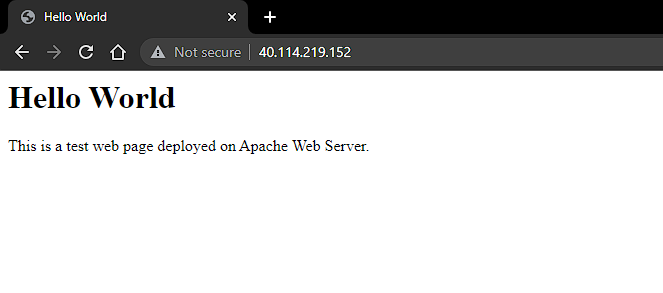 Hello World
Not secure 40.114.219.152
Hello World
This is a test web page deployed on Apache Web Server.